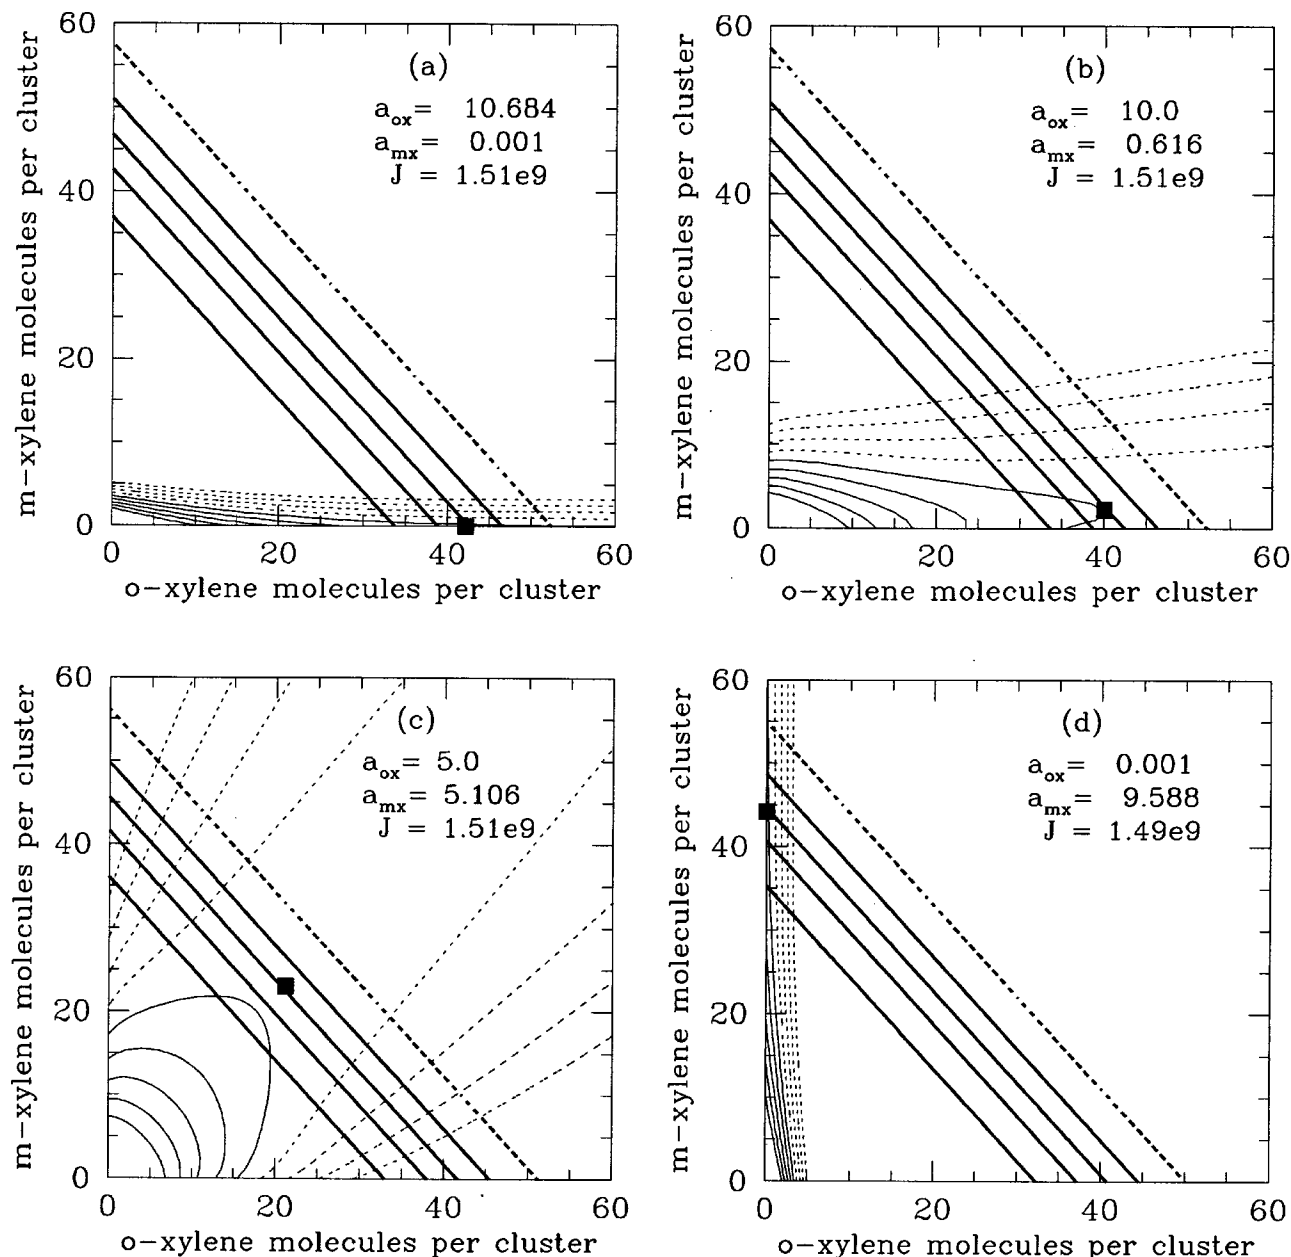 (a)
a_ox= 10.684
a_mx= 0.001
J = 1.51e9
m-xylene molecules per cluster
60
40
20
0
0 20 40 60
o-xylene molecules per cluster
(b)
a_ox= 10.0
a_mx= 0.616
J = 1.51e9
m-xylene molecules per cluster
60
40
20
0
0 20 40 60
o-xylene molecules per cluster
(c)
a_ox= 5.0
a_mx= 5.106
J = 1.51e9
m-xylene molecules per cluster
60
40
20
0
0 20 40 60
o-xylene molecules per cluster
(d)
a_ox= 0.001
a_mx= 9.588
J = 1.49e9
m-xylene molecules per cluster
60
40
20
0
0 20 40 60
o-xylene molecules per cluster